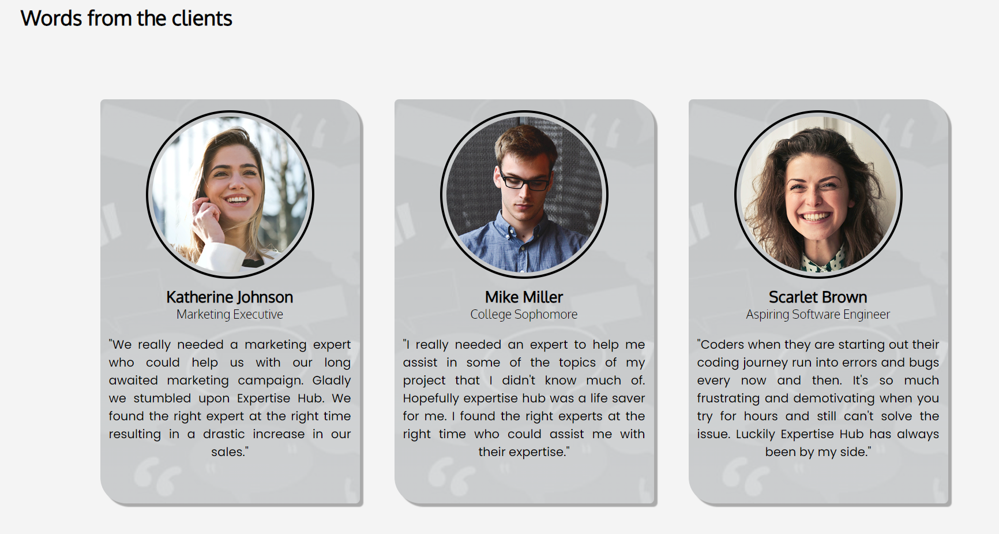 Words from the clients
Katherine Johnson
Marketing Executive
"We really needed a marketing expert
who could help us with our long
awaited marketing campaign. Gladly
we stumbled upon Expertise Hub. We
found the right expert at the right time
resulting in a drastic increase in our
sales."
Mike Miller
College Sophomore
"I really needed an expert to help me
assist in some of the topics of my
project that I didn't know much of.
Hopefully expertise hub was a life saver
for me. I found the right experts at the
right time who could assist me with
their expertise."
Scarlet Brown
Aspiring Software Engineer
"Coders when they are starting out their
coding journey run into errors and bugs
every now and then. It's so much
frustrating and demotivating when you
try for hours and still can't solve the
issue. Luckily Expertise Hub has always
been by my side."